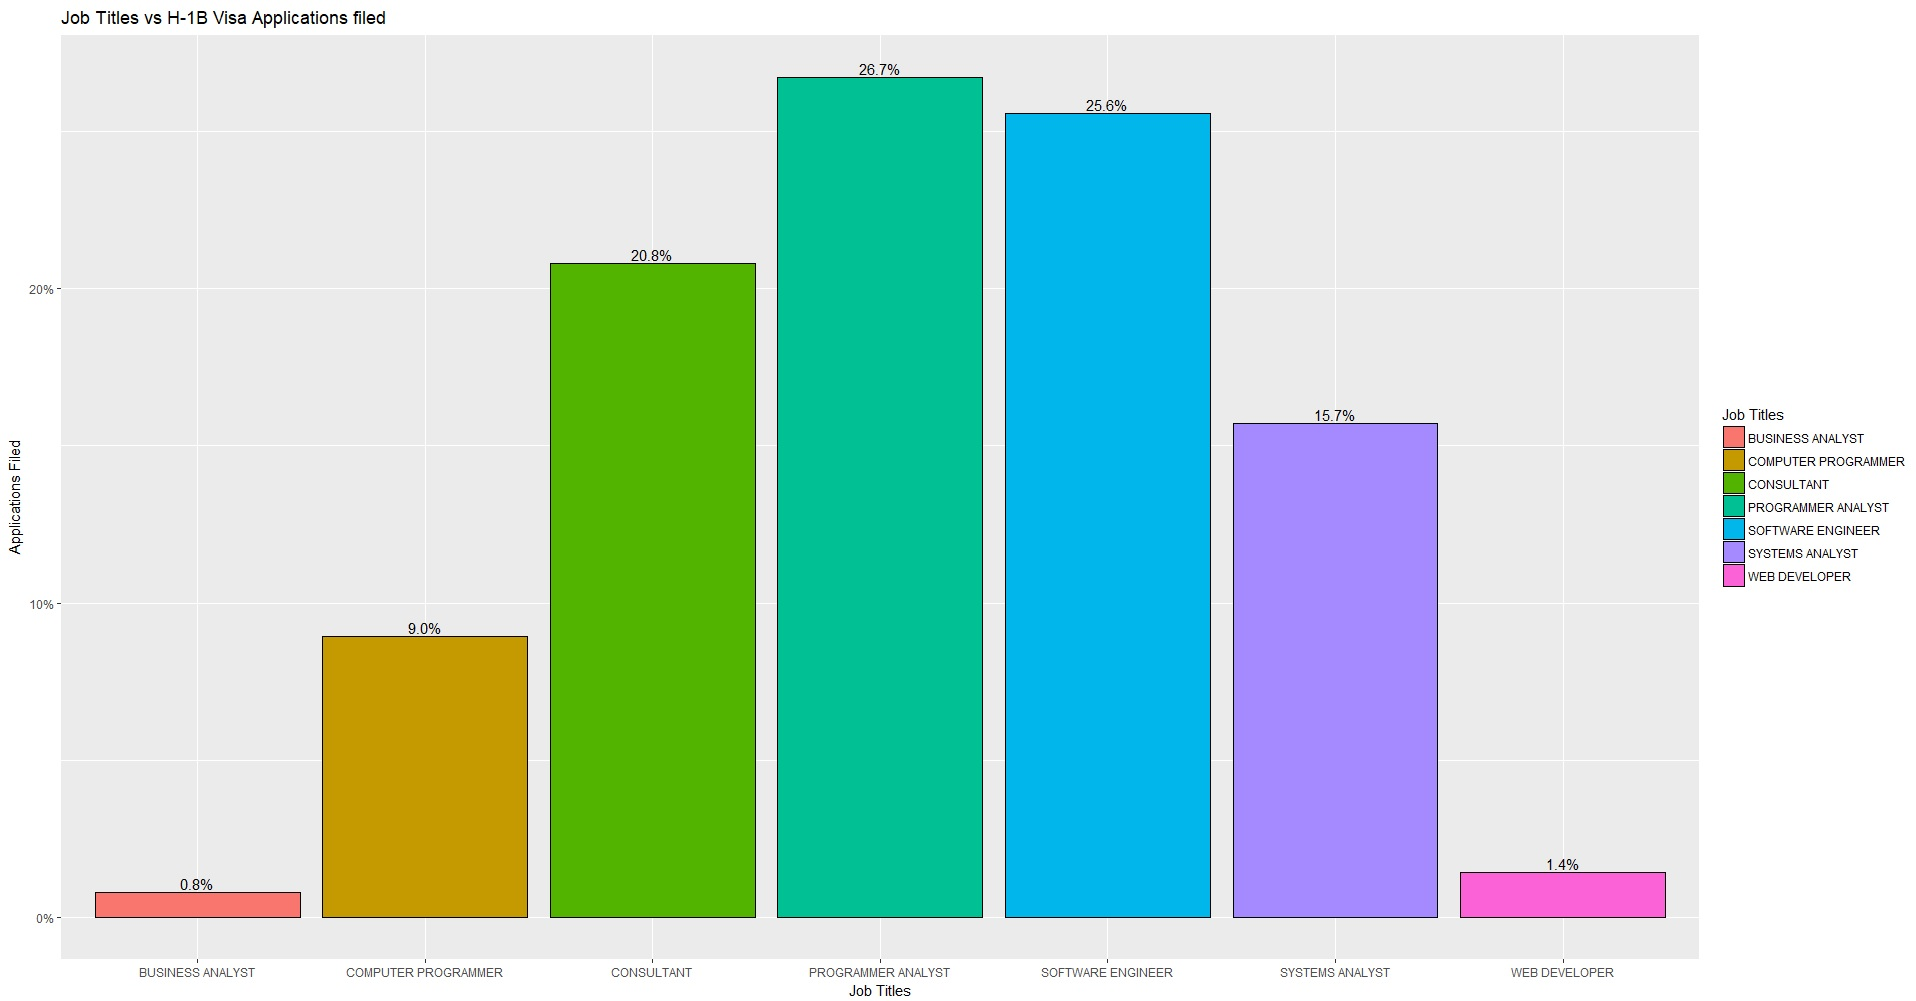 Job Titles vs H-1B Visa Applications filed
26.7%
25.6%
20.8%
15.7%
9.0%
1.4%
0.8%
20%
10%
0%
Applications Filed
BUSINESS ANALYST
COMPUTER PROGRAMMER
CONSULTANT
PROGRAMMER ANALYST
SOFTWARE ENGINEER
SYSTEMS ANALYST
WEB DEVELOPER
Job Titles
Job Titles
BUSINESS ANALYST
COMPUTER PROGRAMMER
CONSULTANT
PROGRAMMER ANALYST
SOFTWARE ENGINEER
SYSTEMS ANALYST
WEB DEVELOPER